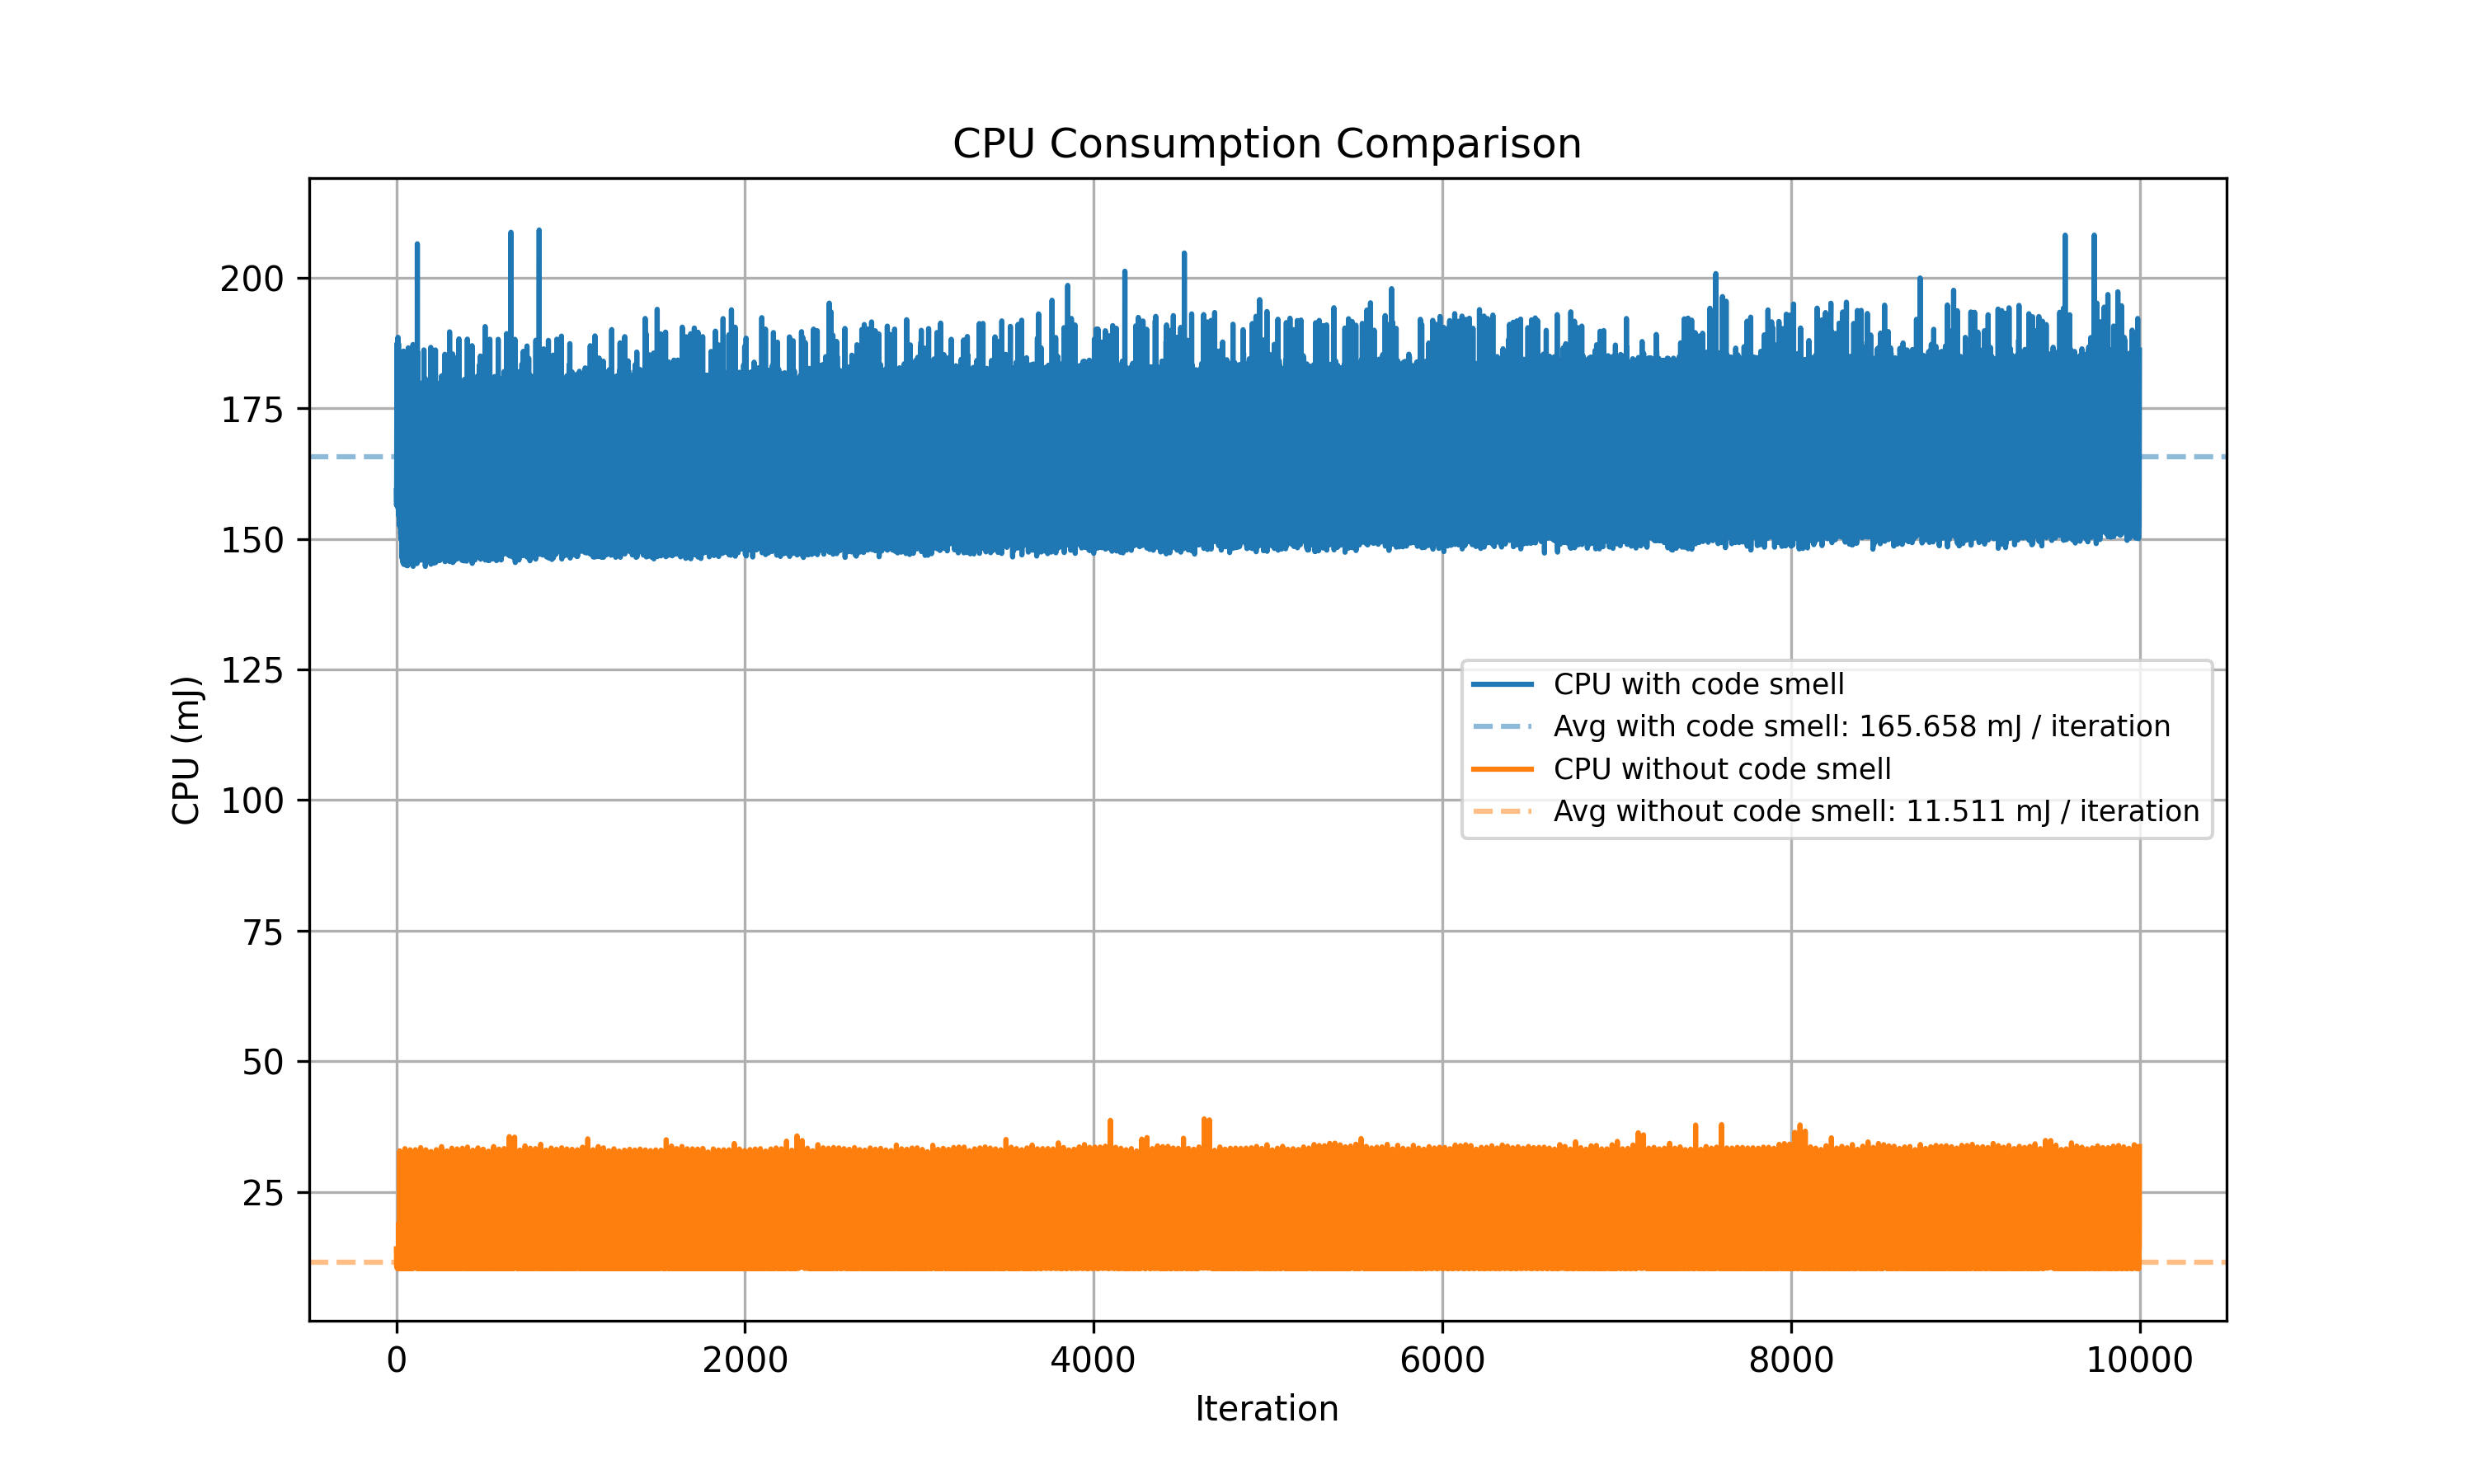 CPU Consumption Comparison
CPU (mJ)
200
175
150
125
100
75
50
25
CPU with code smell
Avg with code smell: 165.658 mJ / iteration
CPU without code smell
Avg without code smell: 11.511 mJ / iteration
0 2000 4000 6000 8000 10000
Iteration